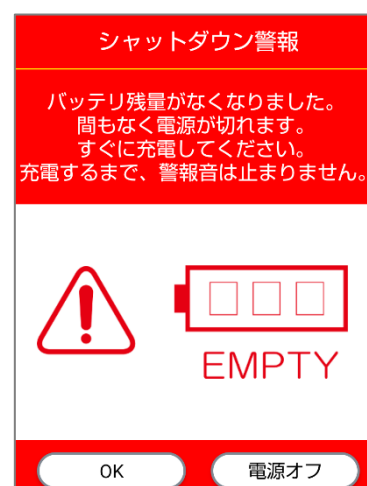 シャットダウン警報
バッテリ残量がなくなりました。
間もなく電源が切れます。
すぐに充電してください。
充電するまで、警報音は止まりません。
EMPTY
OK
電源オフ